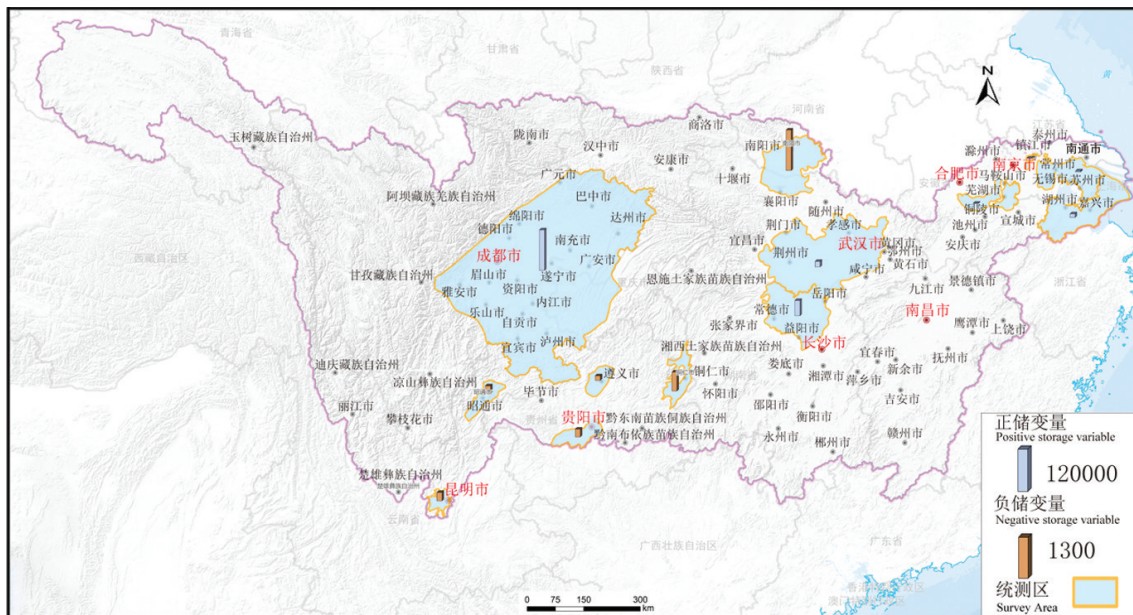 青海省
甘肃省
陕西省
河南省
江苏省
黄
N
玉树藏族自治州
陇南市
汉中市
商洛市
南阳市
安康市
十堰市
广元市
巴中市
襄阳市
随州市
阿坝藏族羌族自治州
绵阳市
达州市
德阳市
荆门市
孝感市
南充市
成都市
宜昌市
荆州市
武汉市
黄冈市
鄂州市
黄石市
咸宁市
广安市
遂宁市
西藏自治区
甘孜藏族自治州
眉山市
资阳市
雅安市
内江市
恩施土家族苗族自治州
岳阳市
九江市
景德镇市
浙江省
乐山市
自贡市
常德市
益阳市
张家界市
南昌市
鹰潭市
上饶市
宜宾市
泸州市
湘西土家族苗族自治州
长沙市
宜春市
抚州市
迪庆藏族自治州
凉山彝族自治州
遵义市
铜仁市
怀阳市
娄底市
湘潭市
萍乡市
新余市
昭通市
毕节市
丽江市
攀枝花市
贵州省
贵阳市
黔东南苗族侗族自治州
黔南布依族苗族自治州
邵阳市
衡阳市
吉安市
永州市
郴州市
赣州市
楚雄彝族自治州
楚雄彝族自治州
昆明市
云南省
广西壮族自治区
广东省
泰州市
镇江市
南通市
滁州市
南京市
常州市
合肥市
马鞍山市
无锡市
苏州市
芜湖市
湖州市
嘉兴市
铜陵市
宣城市
池州市
安庆市
正储变量
Positive storage variable
120000
负储变量
Negative storage variable
1300
统测区
Survey Area
0 75 150 300
km